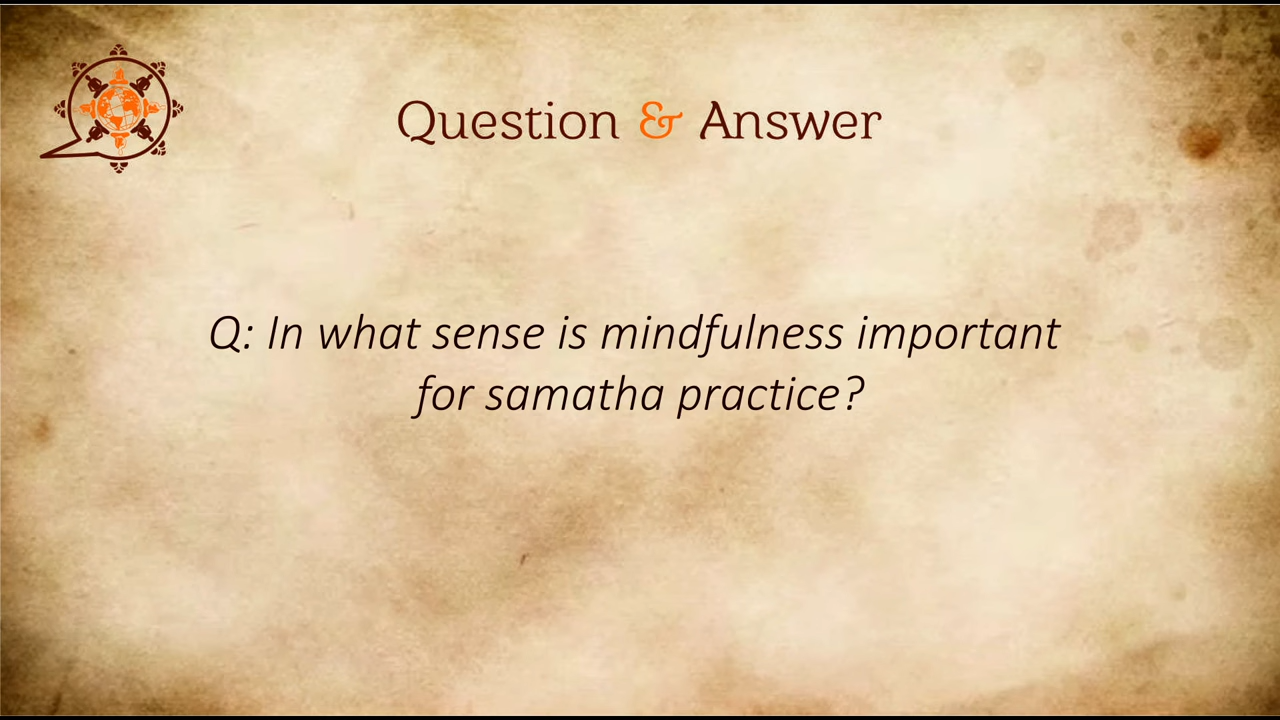 Question & Answer
Q: In what sense is mindfulness important
for samatha practice?